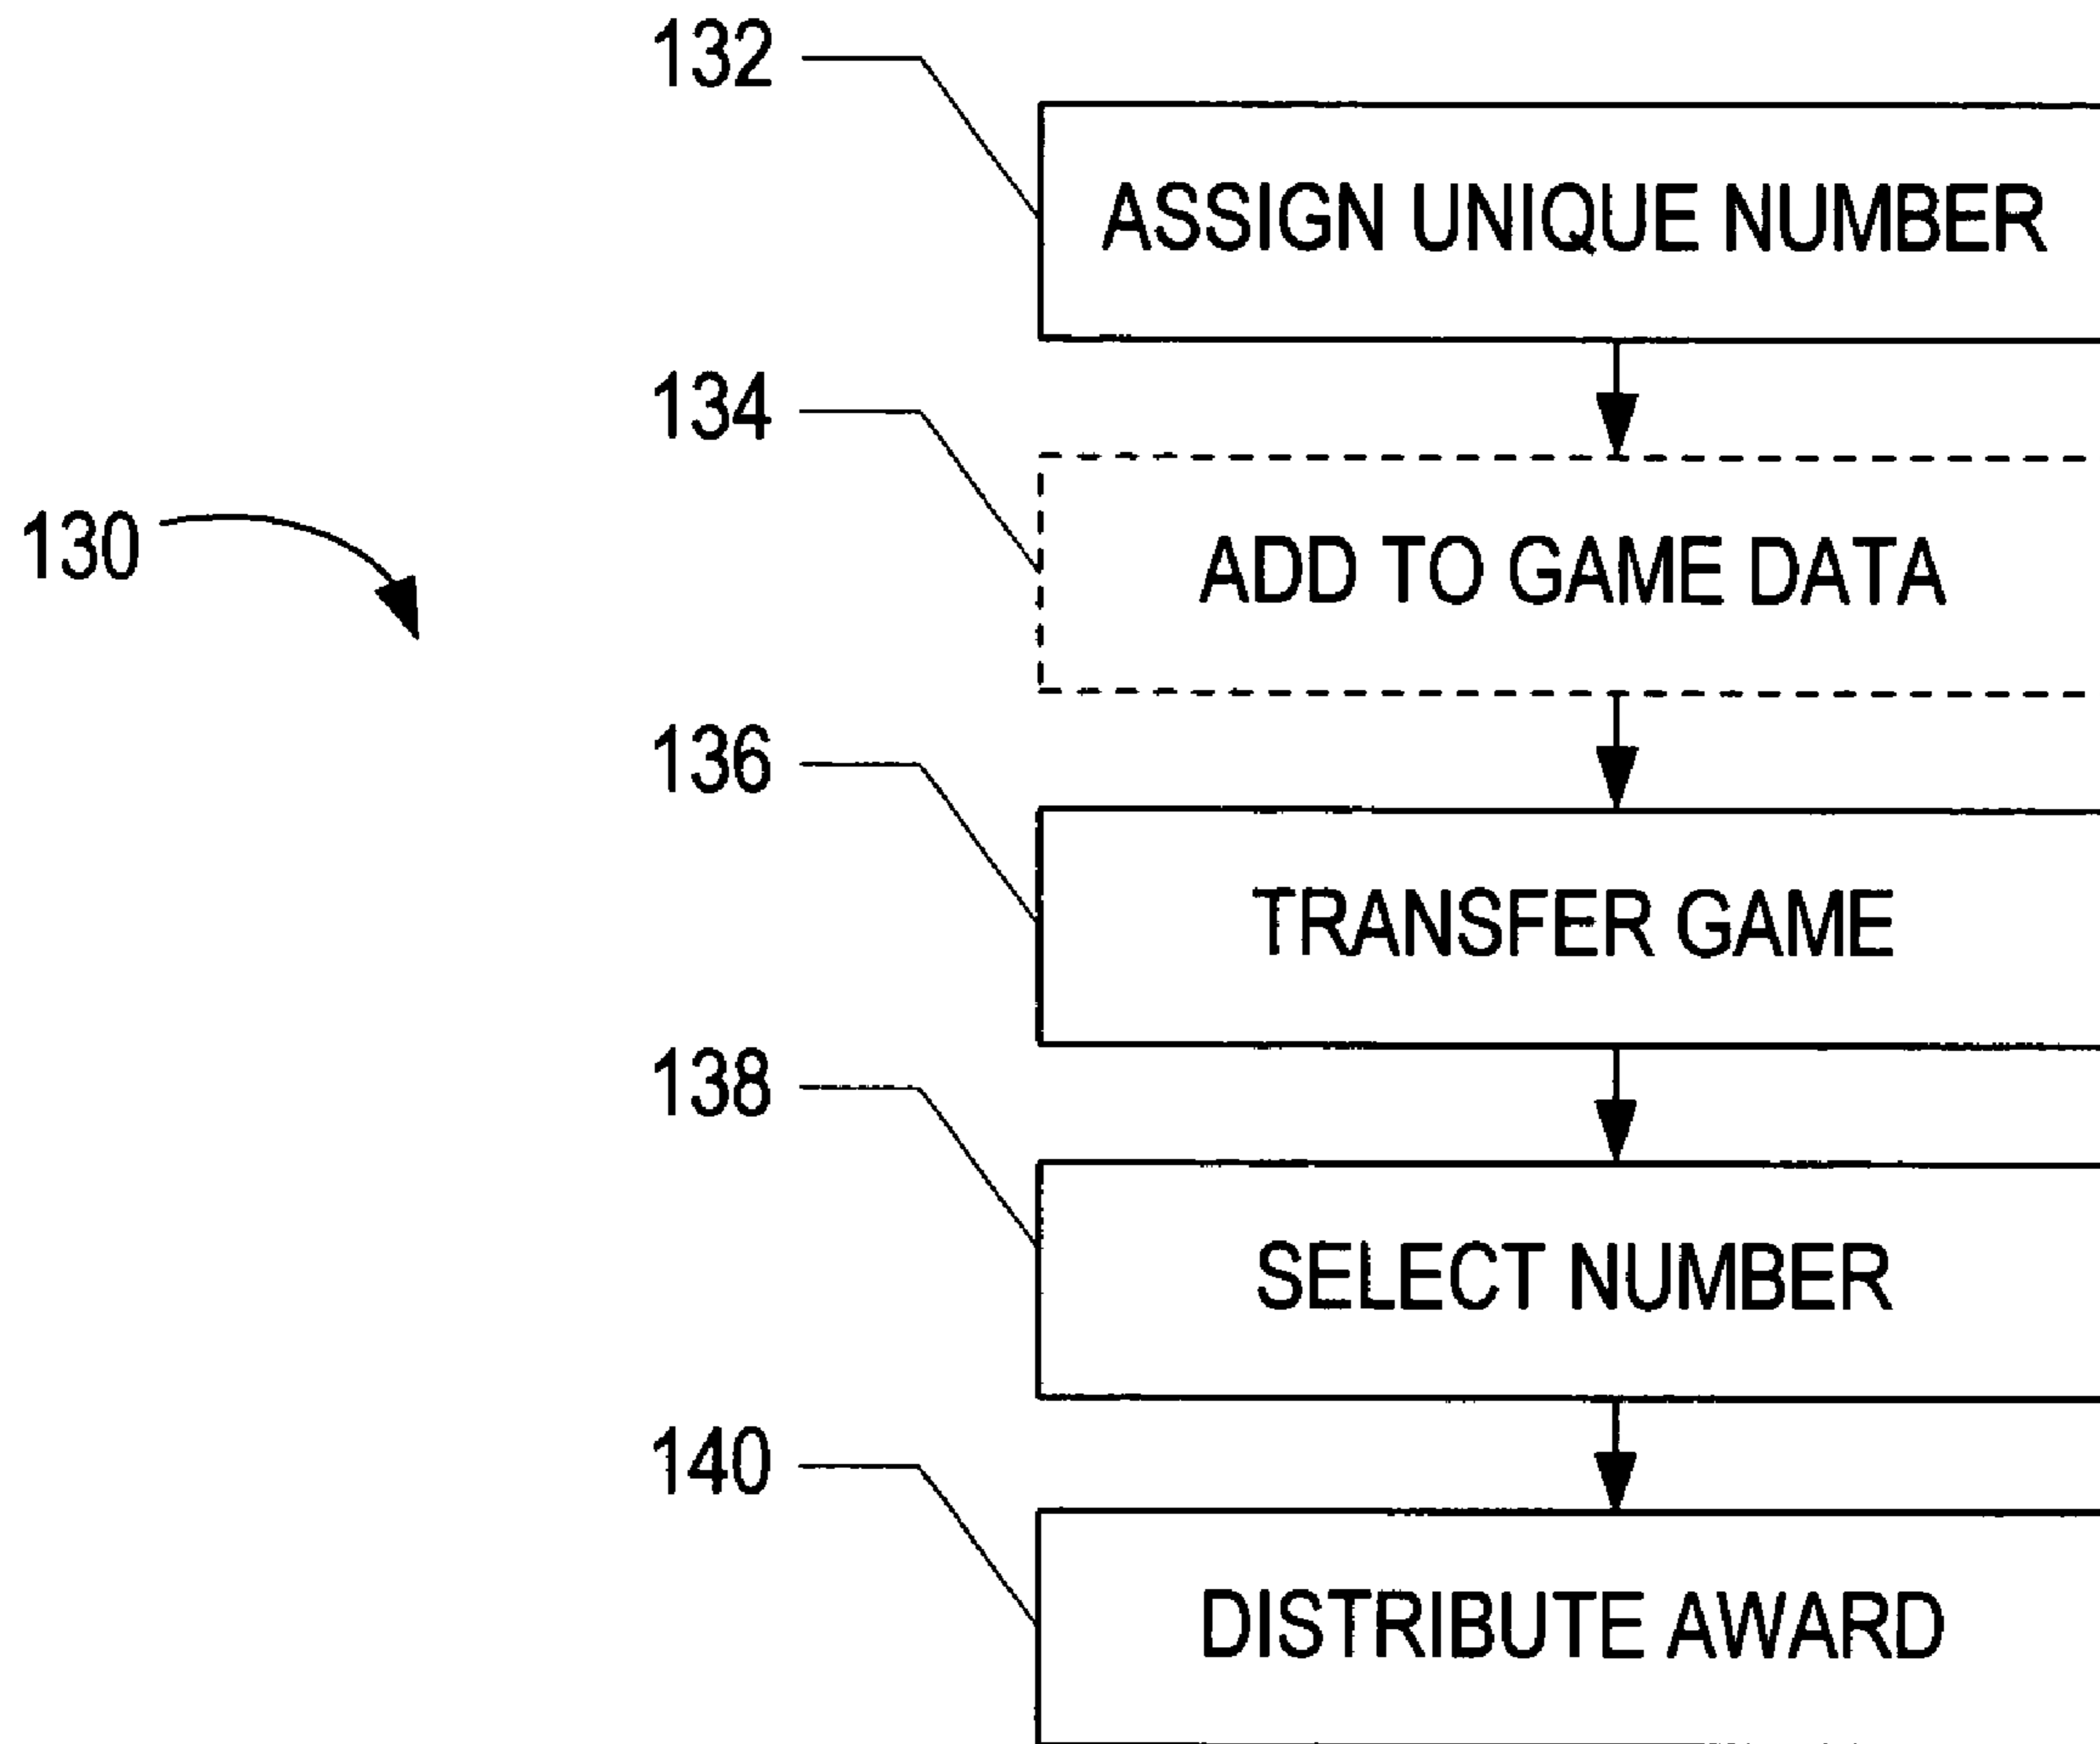 132
ASSIGN UNIQUE NUMBER
134
ADD TO GAME DATA
130
136
TRANSFER GAME
138
SELECT NUMBER
140
DISTRIBUTE AWARD